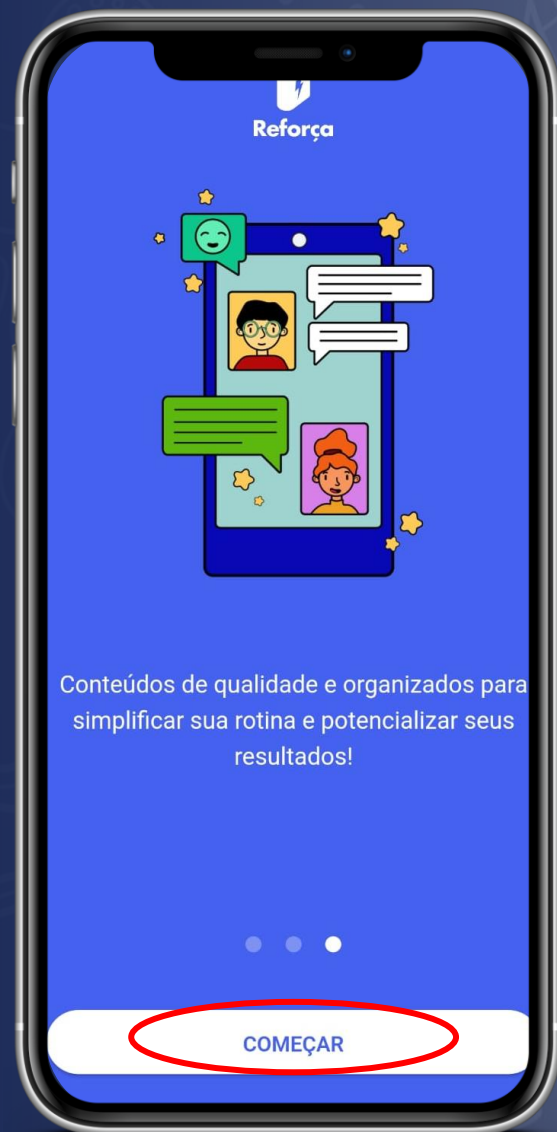 Reforça
Conteúdos de qualidade e organizados para
simplificar sua rotina e potencializar seus
resultados!
COMEÇAR